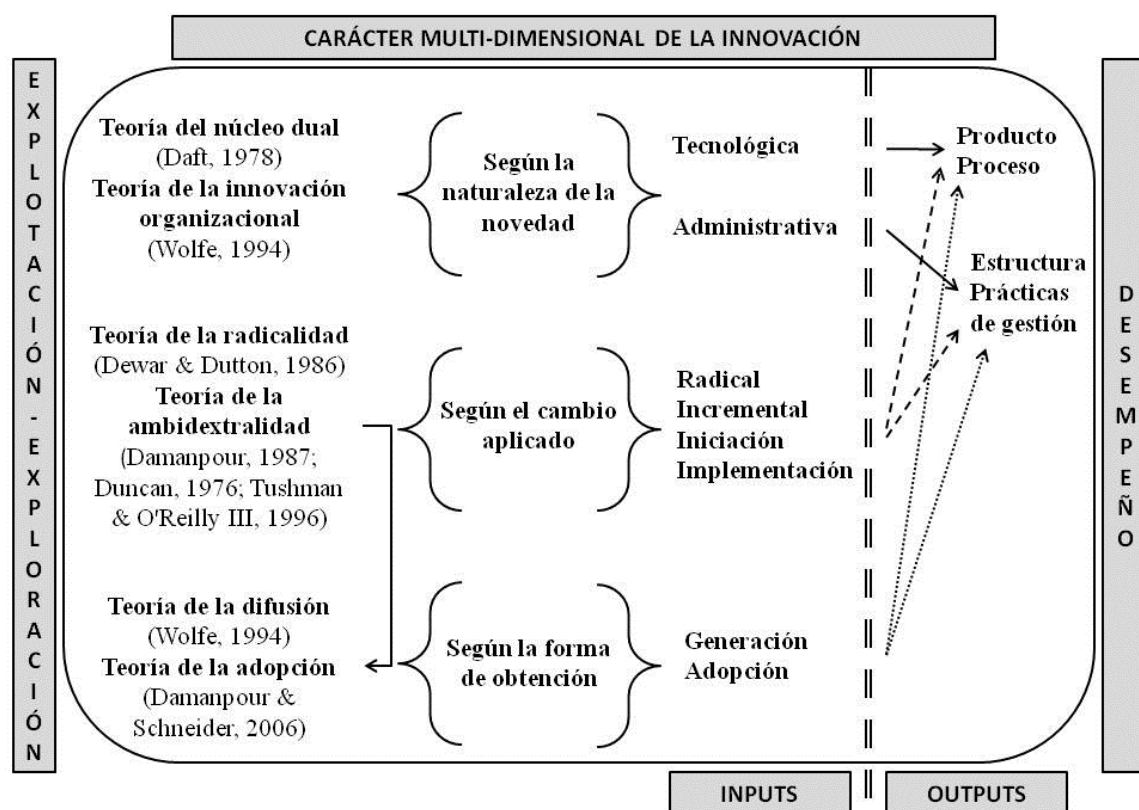 CARÁCTER MULTI-DIMENSIONAL DE LA INNOVACIÓN
EXPLOTACIÓN-EXPLORACIÓN
Teoría del núcleo dual
(Daft, 1978)
Teoría de la innovación
organizacional
(Wolfe, 1994)
Según la
naturaleza de la
novedad
Tecnológica
Administrativa
Producto
Proceso
Estructura
Prácticas
de gestión
Teoría de la radicalidad
(Dewar & Dutton, 1986)
Teoría de la
ambidextralidad
(Damanpour, 1987;
Duncan, 1976; Tushman
& O'Reilly III, 1996)
Según el cambio
aplicado
Radical
Incremental
Iniciación
Implementación
Teoría de la difusión
(Wolfe, 1994)
Teoría de la adopción
(Damanpour &
Schneider, 2006)
Según la forma
de obtención
Generación
Adopción
DESEMPEÑO
INPUTS
OUTPUTS